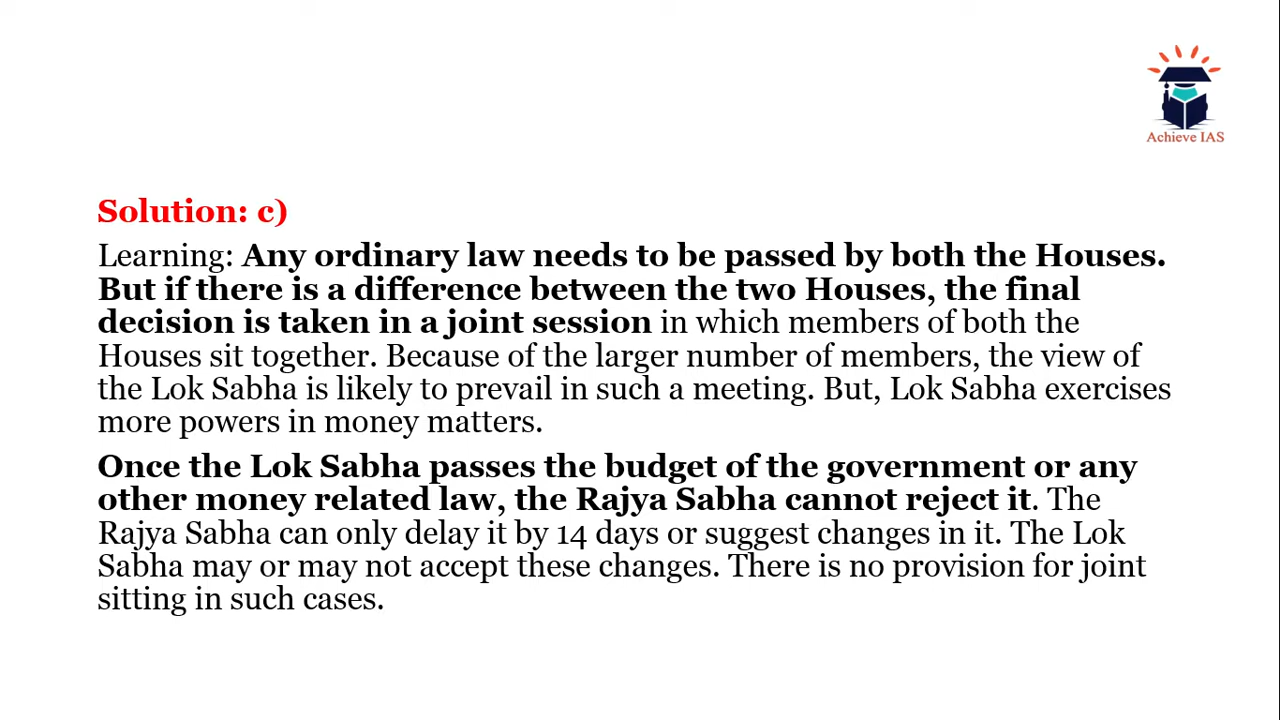 Achieve IAS
Solution: c)
Learning: Any ordinary law needs to be passed by both the Houses.
But if there is a difference between the two Houses, the final
decision is taken in a joint session in which members of both the
Houses sit together. Because of the larger number of members, the view of
the Lok Sabha is likely to prevail in such a meeting. But, Lok Sabha exercises
more powers in money matters.
Once the Lok Sabha passes the budget of the government or any
other money related law, the Rajya Sabha cannot reject it. The
Rajya Sabha can only delay it by 14 days or suggest changes in it. The Lok
Sabha may or may not accept these changes. There is no provision for joint
sitting in such cases.